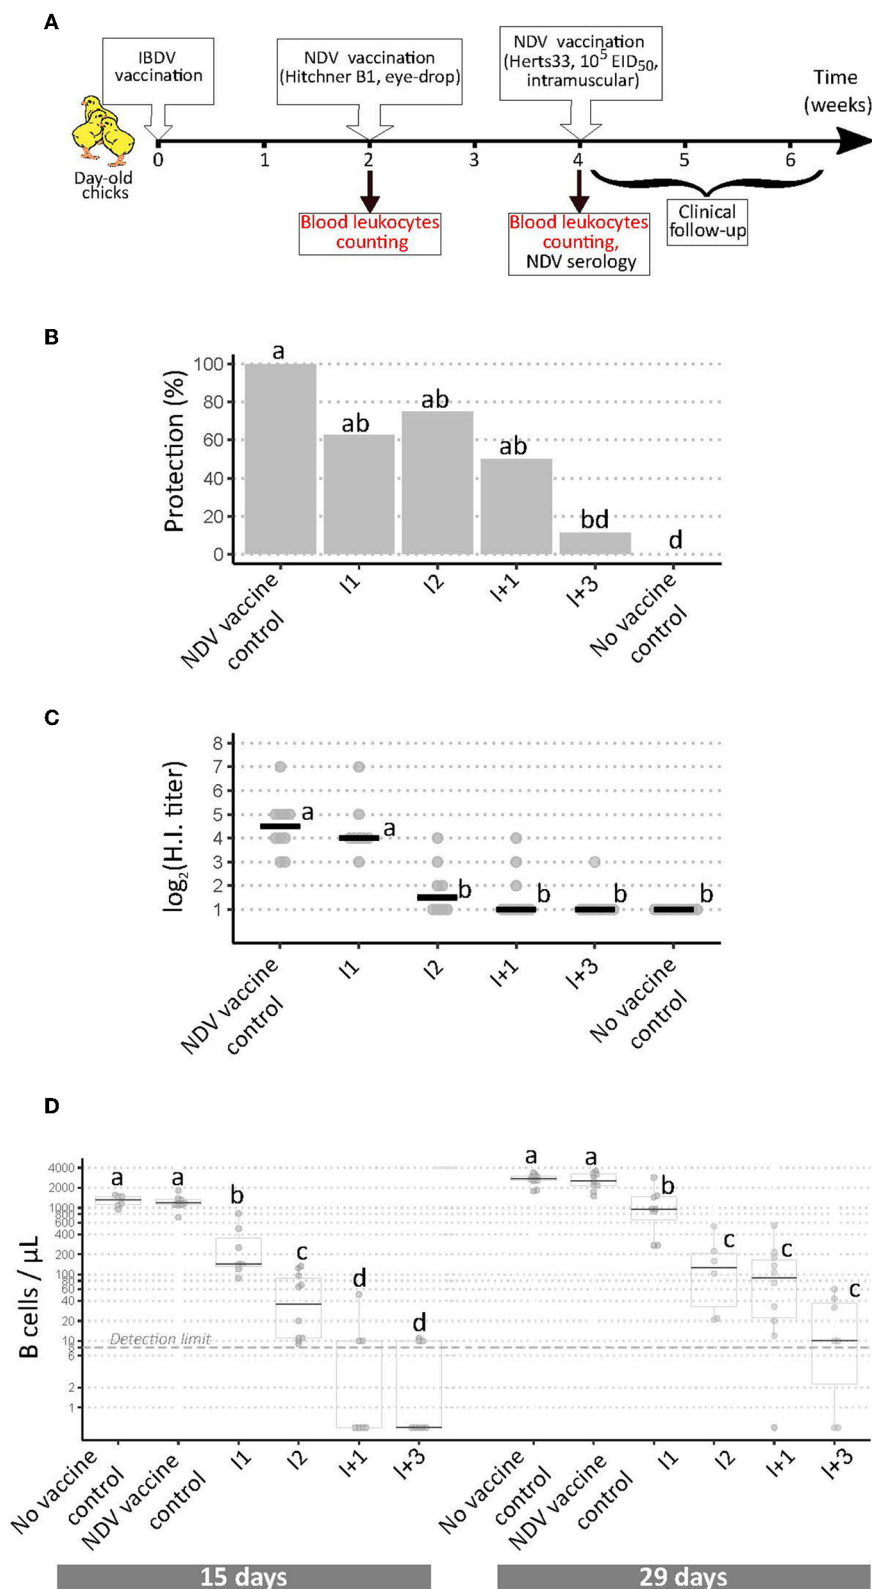 A
IBDV
vaccination
NDV vaccination
(Hitchner B1, eye-drop)
NDV vaccination
(Herts33, 10⁵ EID₅₀,
intramuscular)
Time
(weeks)
0
1
2
3
4
5
6
Day-old
chicks
Blood leukocytes
counting
Blood leukocytes
counting,
NDV serology
Clinical
follow-up
B
Protection (%)
100
80
60
40
20
0
a
ab
ab
ab
bd
d
NDV vaccine
control
I1
I2
I+1
I+3
No vaccine
control
C
log₂(H.I. titer)
8
7
6
5
4
3
2
1
a
a
b
b
b
b
NDV vaccine
control
I1
I2
I+1
I+3
No vaccine
control
D
B cells / µL
4000
2000
1000
800
600
400
200
100
80
60
40
20
10
8
6
2
1
Detection limit
a
a
b
c
d
d
a
a
b
c
c
c
No vaccine
control
NDV vaccine
control
I1
I2
I+1
I+3
No vaccine
control
NDV vaccine
control
I1
I2
I+1
I+3
15 days
29 days